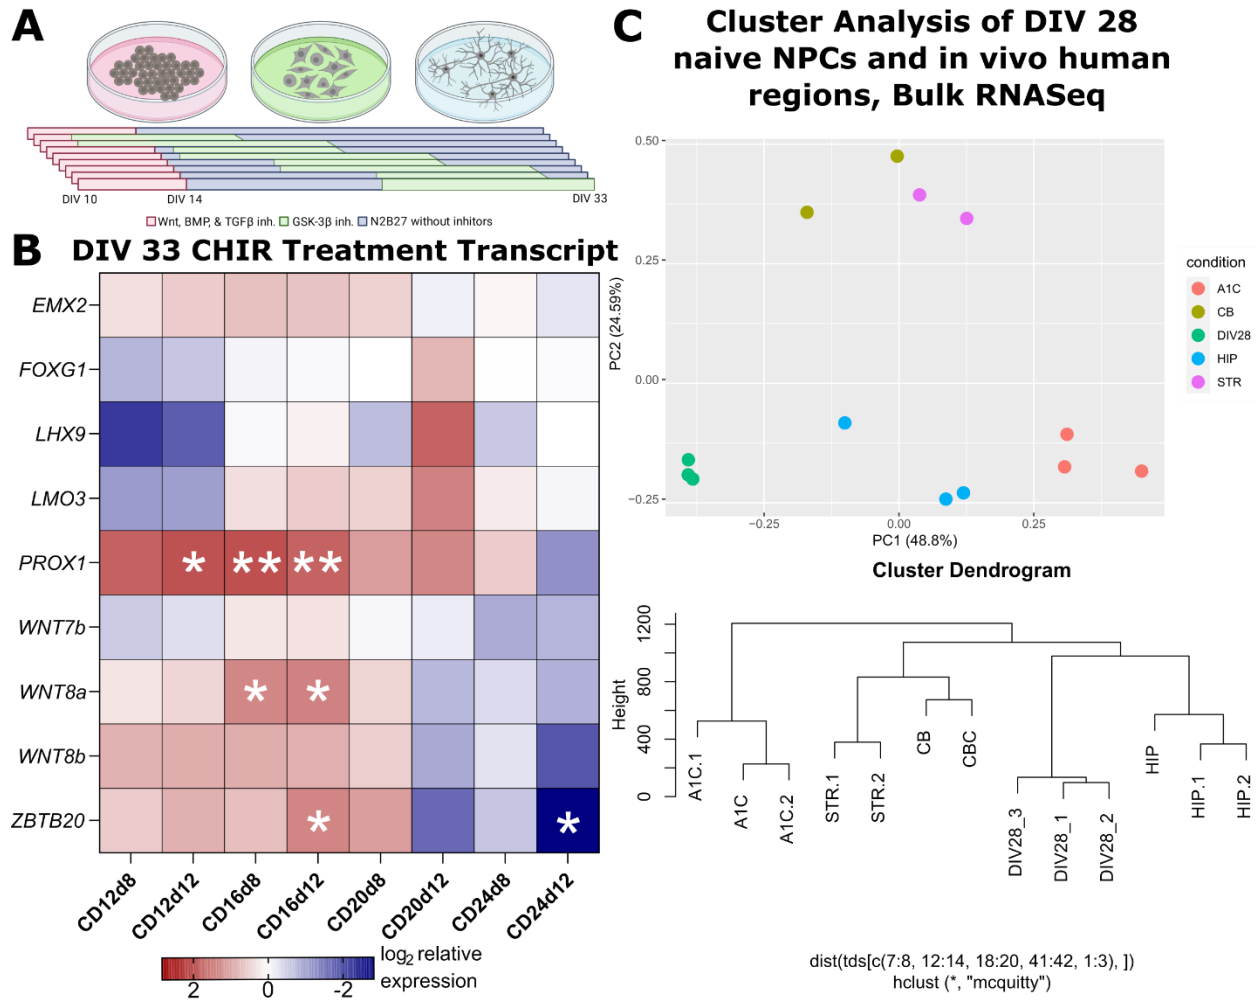 A
DIV 10
DIV 14
DIV 33
Wnt, BMP, & TGFβ inh.
GSK-3β inh.
N2B27 without inhibitors
B
DIV 33 CHIR Treatment Transcript
EMX2
FOXG1
LHX9
LMO3
PROX1
* ** **
WNT7b
WNT8a
* *
WNT8b
ZBTB20
* *
CD12d8
CD12d12
CD16d8
CD16d12
CD20d8
CD20d12
CD24d8
CD24d12
2
0
-2
log2 relative
expression
C
Cluster Analysis of DIV 28
naive NPCs and in vivo human
regions, Bulk RNASeq
0.50
0.25
0.00
−0.25
PC2 (24.59%)
−0.25
0.00
0.25
PC1 (48.8%)
condition
A1C
CB
DIV28
HIP
STR
Cluster Dendrogram
Height
1200
800
400
0
A1C.1
A1C
A1C.2
STR.1
STR.2
CB
CBC
DIV28_3
DIV28_1
DIV28_2
HIP
HIP.1
HIP.2
dist(tds[c(7:8, 12:14, 18:20, 41:42, 1:3), ])
hclust (*, "mcquitty")